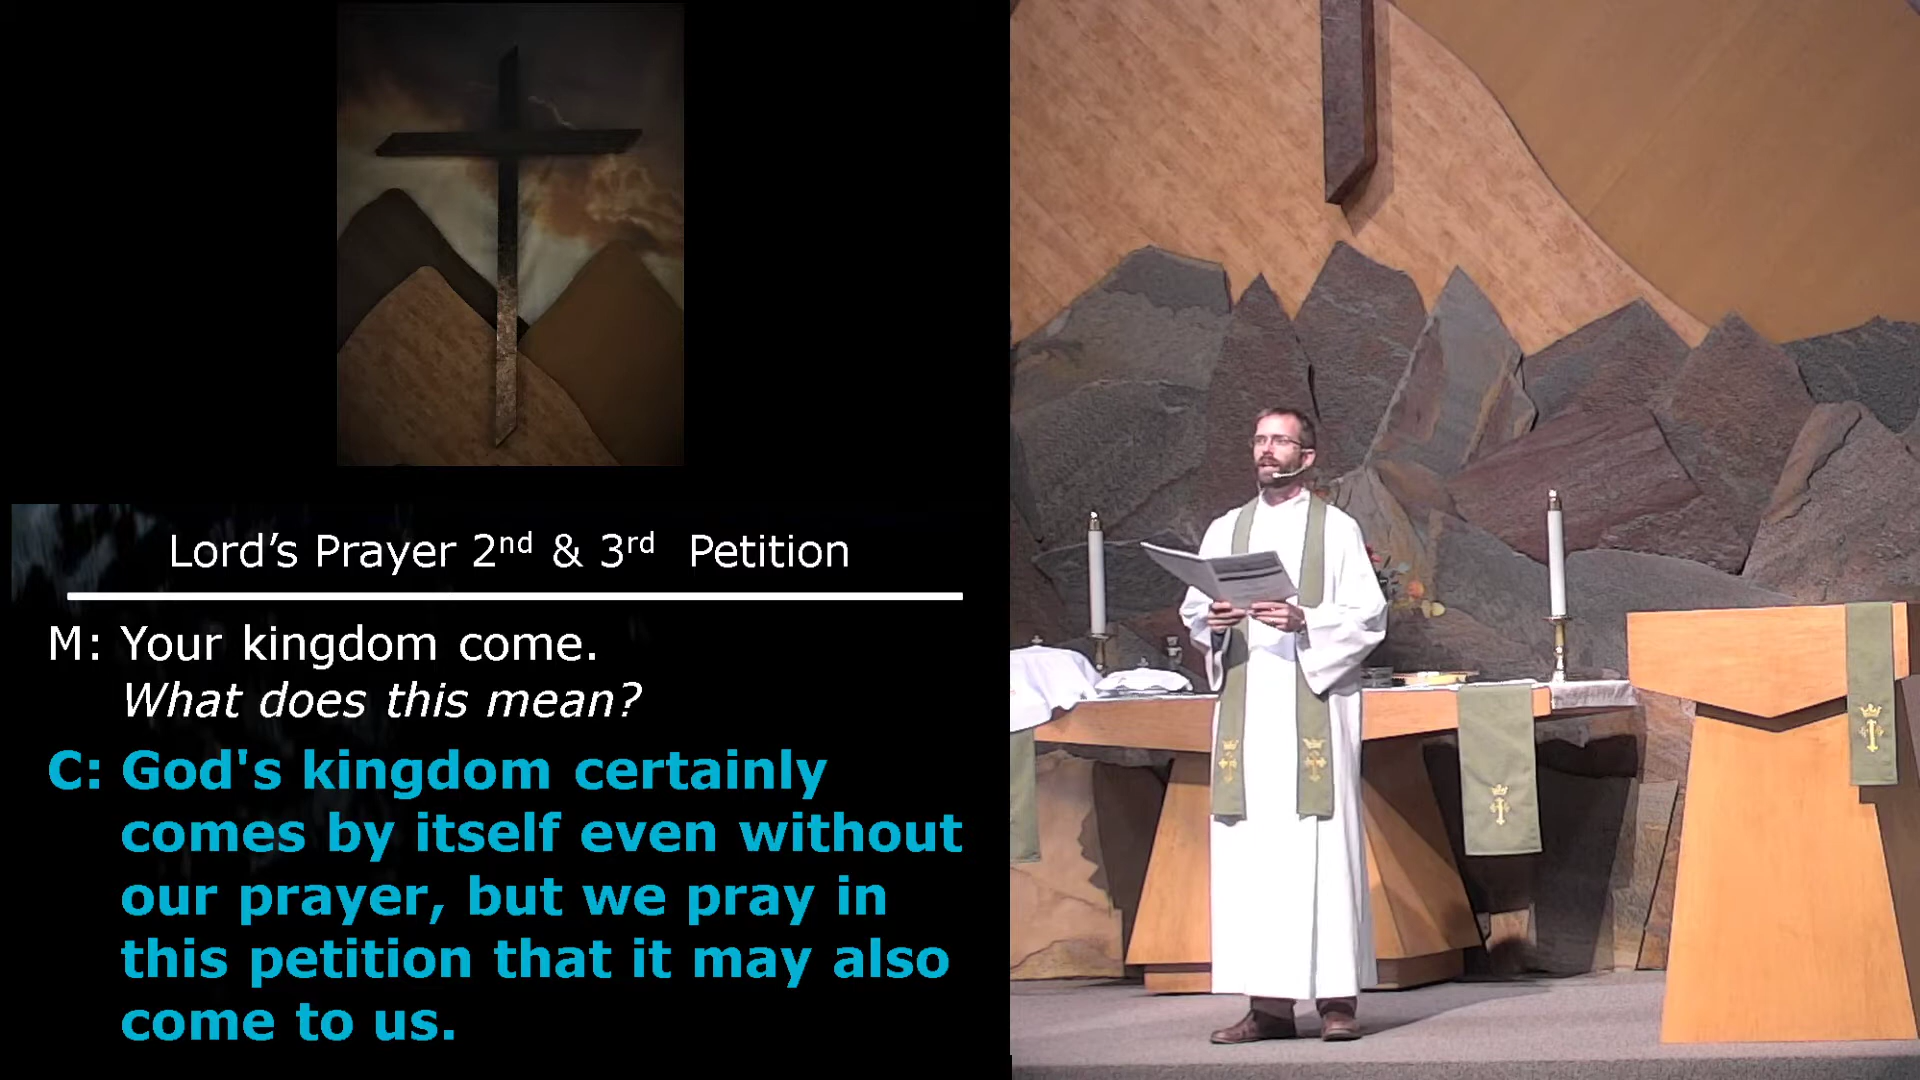 Lord’s Prayer 2nd & 3rd Petition
M: Your kingdom come.
What does this mean?
C: God's kingdom certainly
comes by itself even without
our prayer, but we pray in
this petition that it may also
come to us.